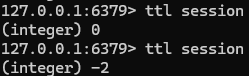 127.0.0.1:6379> ttl session
(integer) 0
127.0.0.1:6379> ttl session
(integer) -2